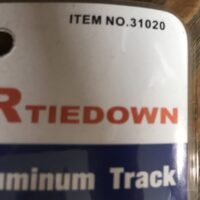 ITEM NO.31020
RTIEDOWN
uminum Track